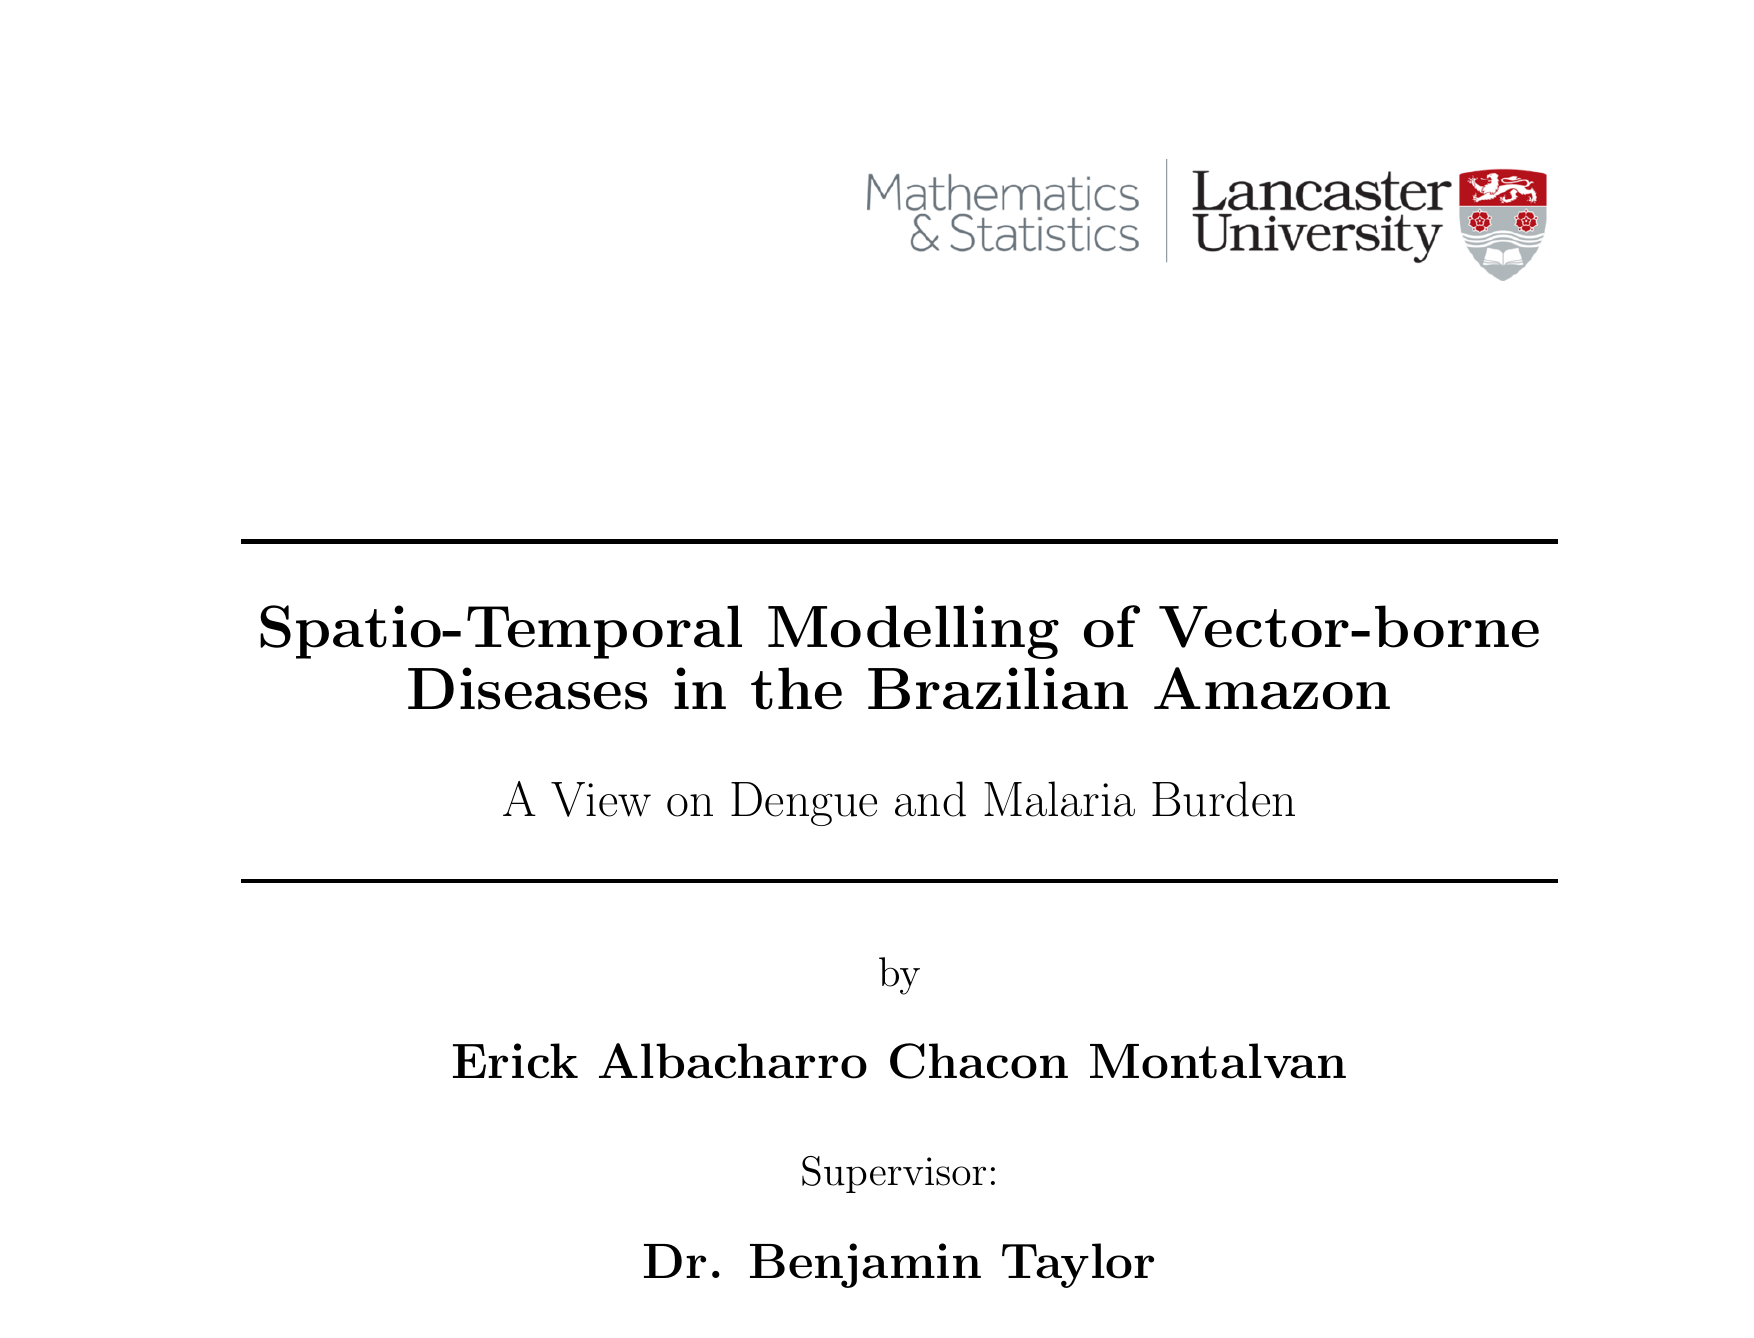 Mathematics
& Statistics
Lancaster
University
Spatio-Temporal Modelling of Vector-borne
Diseases in the Brazilian Amazon
A View on Dengue and Malaria Burden
by
Erick Albacharro Chacon Montalvan
Supervisor:
Dr. Benjamin Taylor